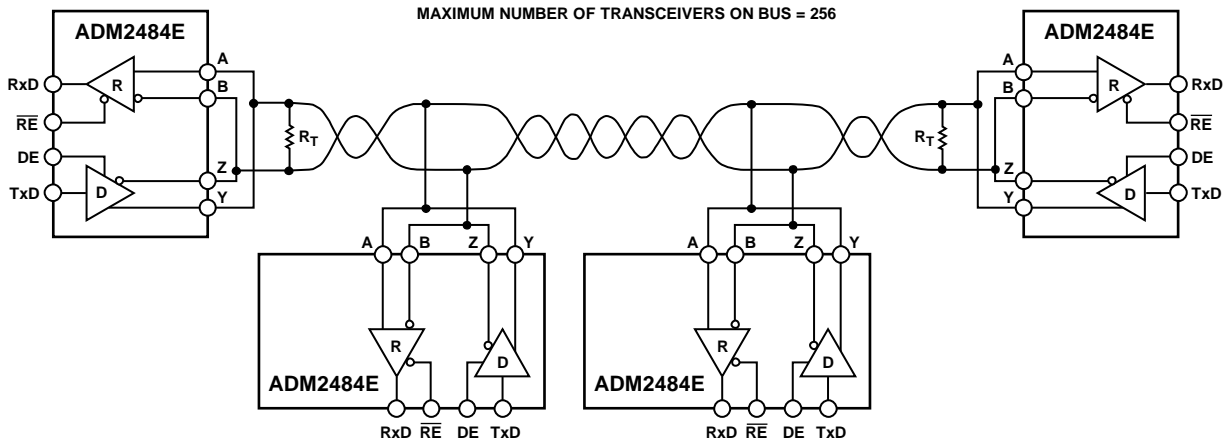 MAXIMUM NUMBER OF TRANSCEIVERS ON BUS = 256
ADM2484E
A
RxD
R
B
RE
DE
Z
TxD
D
Y
RT
ADM2484E
A
R
RxD
B
RE
RT
DE
Z
D
TxD
Y
A B Z Y
R
D
ADM2484E
RxD RE DE TxD
A B Z Y
R
D
ADM2484E
RxD RE DE TxD